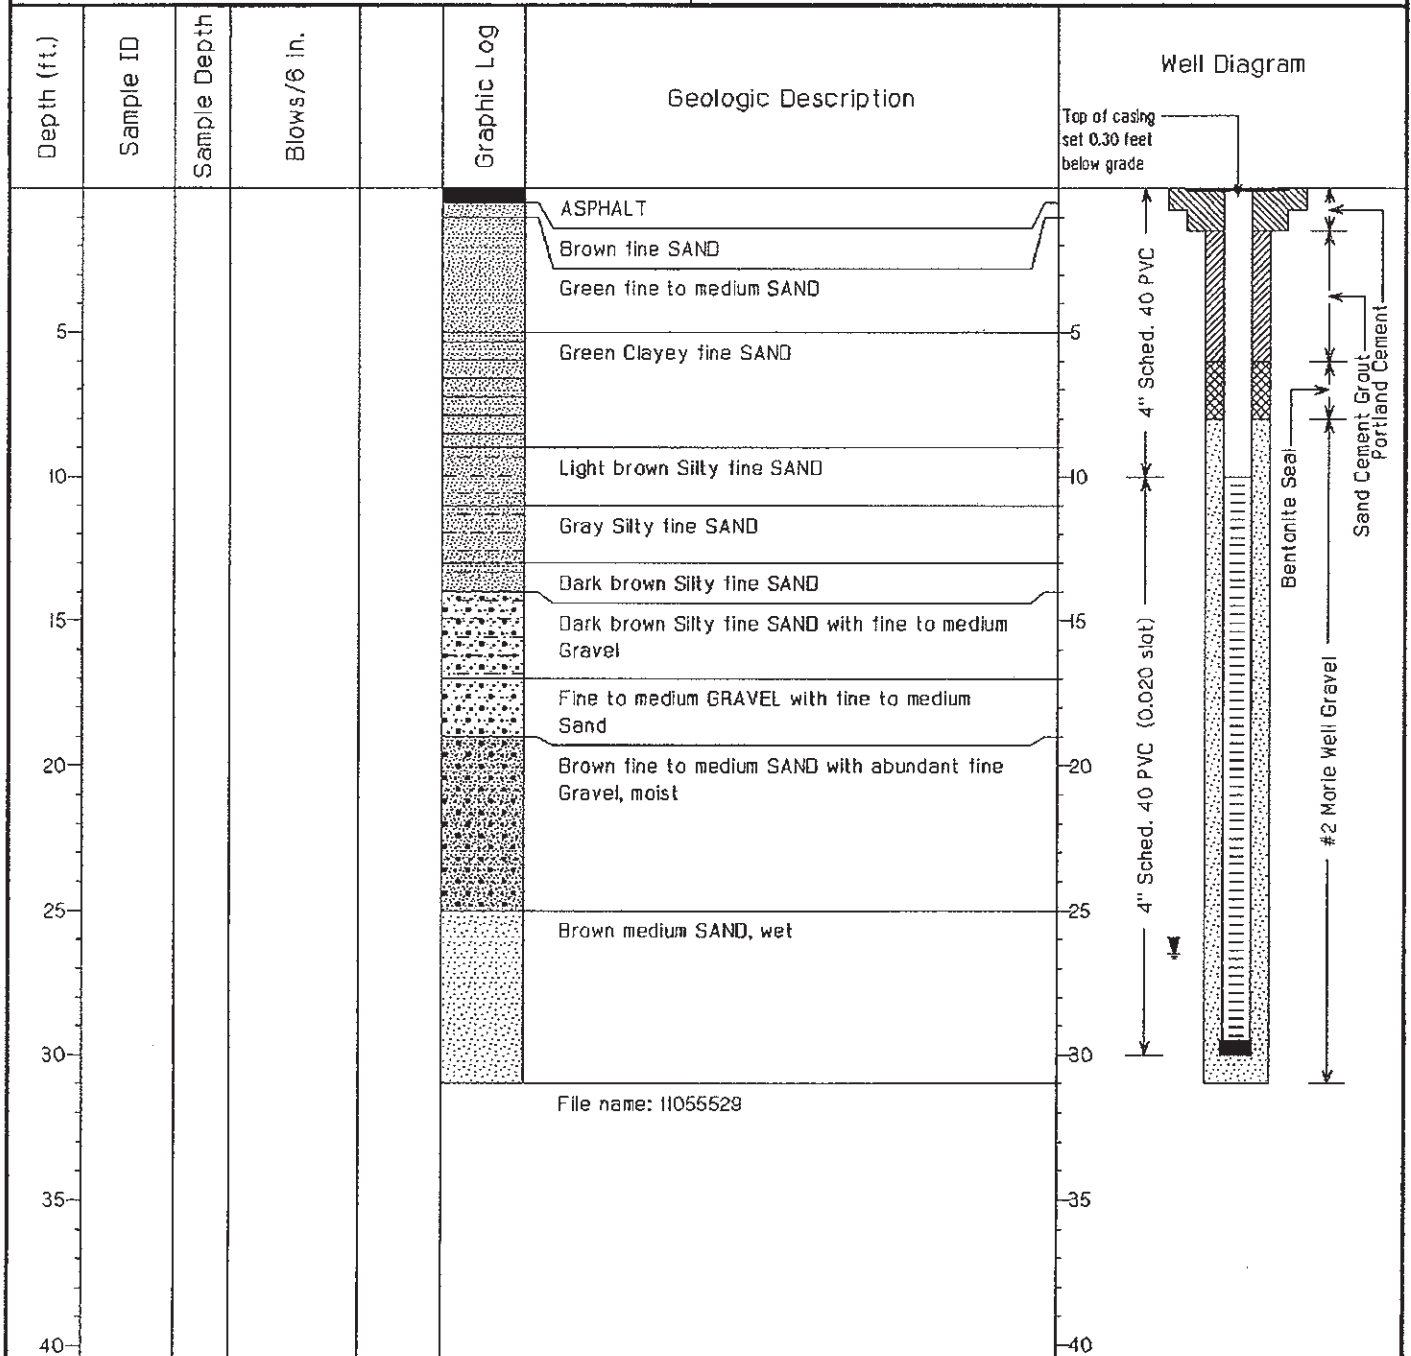 Depth (ft.)
Sample ID
Sample Depth
Blows/6 in.
Graphic Log
Geologic Description
Well Diagram
Top of casing
set 0.30 feet
below grade
ASPHALT
Brown fine SAND
Green fine to medium SAND
5
5
Green Clayey fine SAND
Light brown Silty fine SAND
10
10
Gray Silty fine SAND
Dark brown Silty fine SAND
15
15
Dark brown Silty fine SAND with fine to medium
Gravel
Fine to medium GRAVEL with fine to medium
Sand
20
20
Brown fine to medium SAND with abundant fine
Gravel, moist
25
25
Brown medium SAND, wet
30
30
File name: 11055529
35
35
40
40
4" Sched. 40 PVC
4" Sched. 40 PVC (0.020 slot)
Bentonite Seal
#2 Morie Well Gravel
Sand Cement Grout
Portland Cement